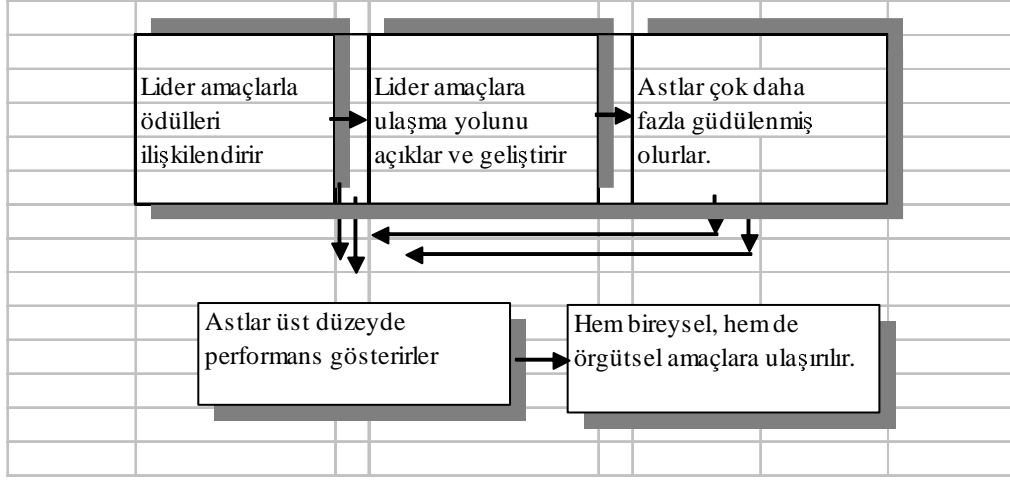 Lider amaçlarla
ödülleri
ilişkilendirir
Lider amaçlara
ulaşma yolunu
açıklar ve geliştirir
Astlar çok daha
fazla güdülenmiş
olurlar.
Astlar üst düzeyde
performans gösterirler
Hem bireysel, hem de
örgütsel amaçlara ulaşırılır.